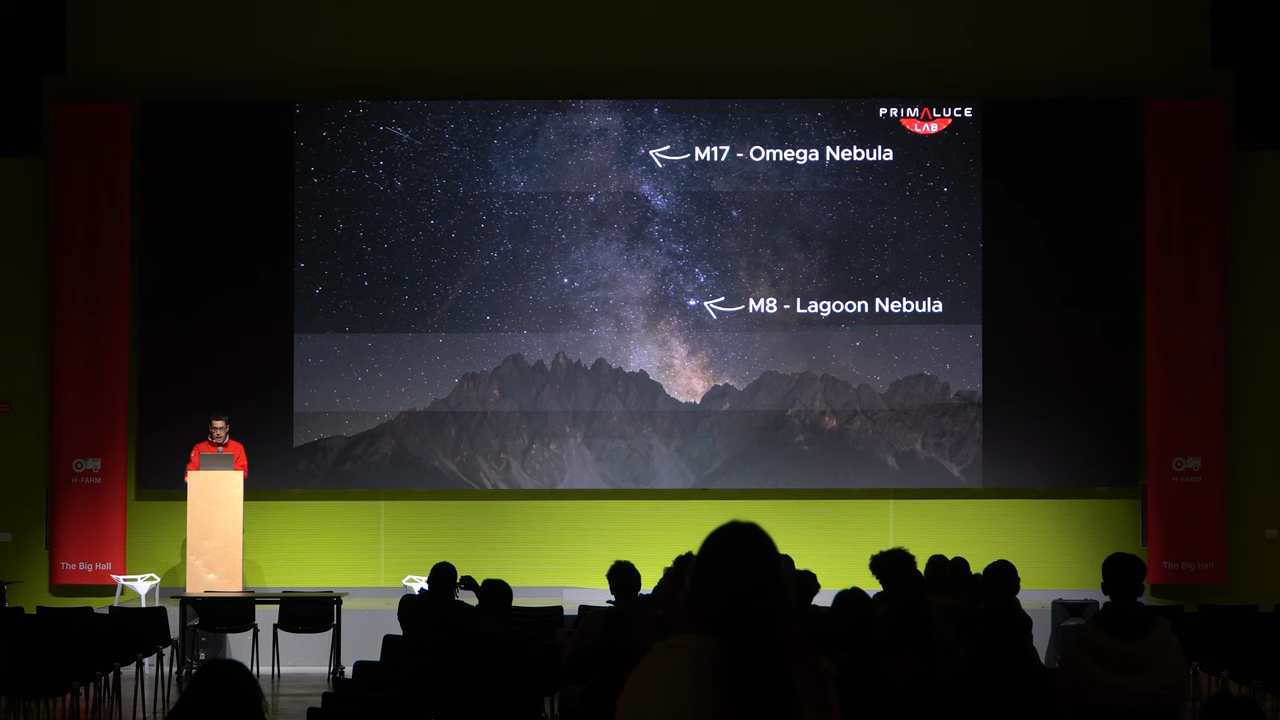 PRIMALUCE
LAB
M17 - Omega Nebula
M8 - Lagoon Nebula
H-FARM
The Big Hall
H-FARM
The Big Hall